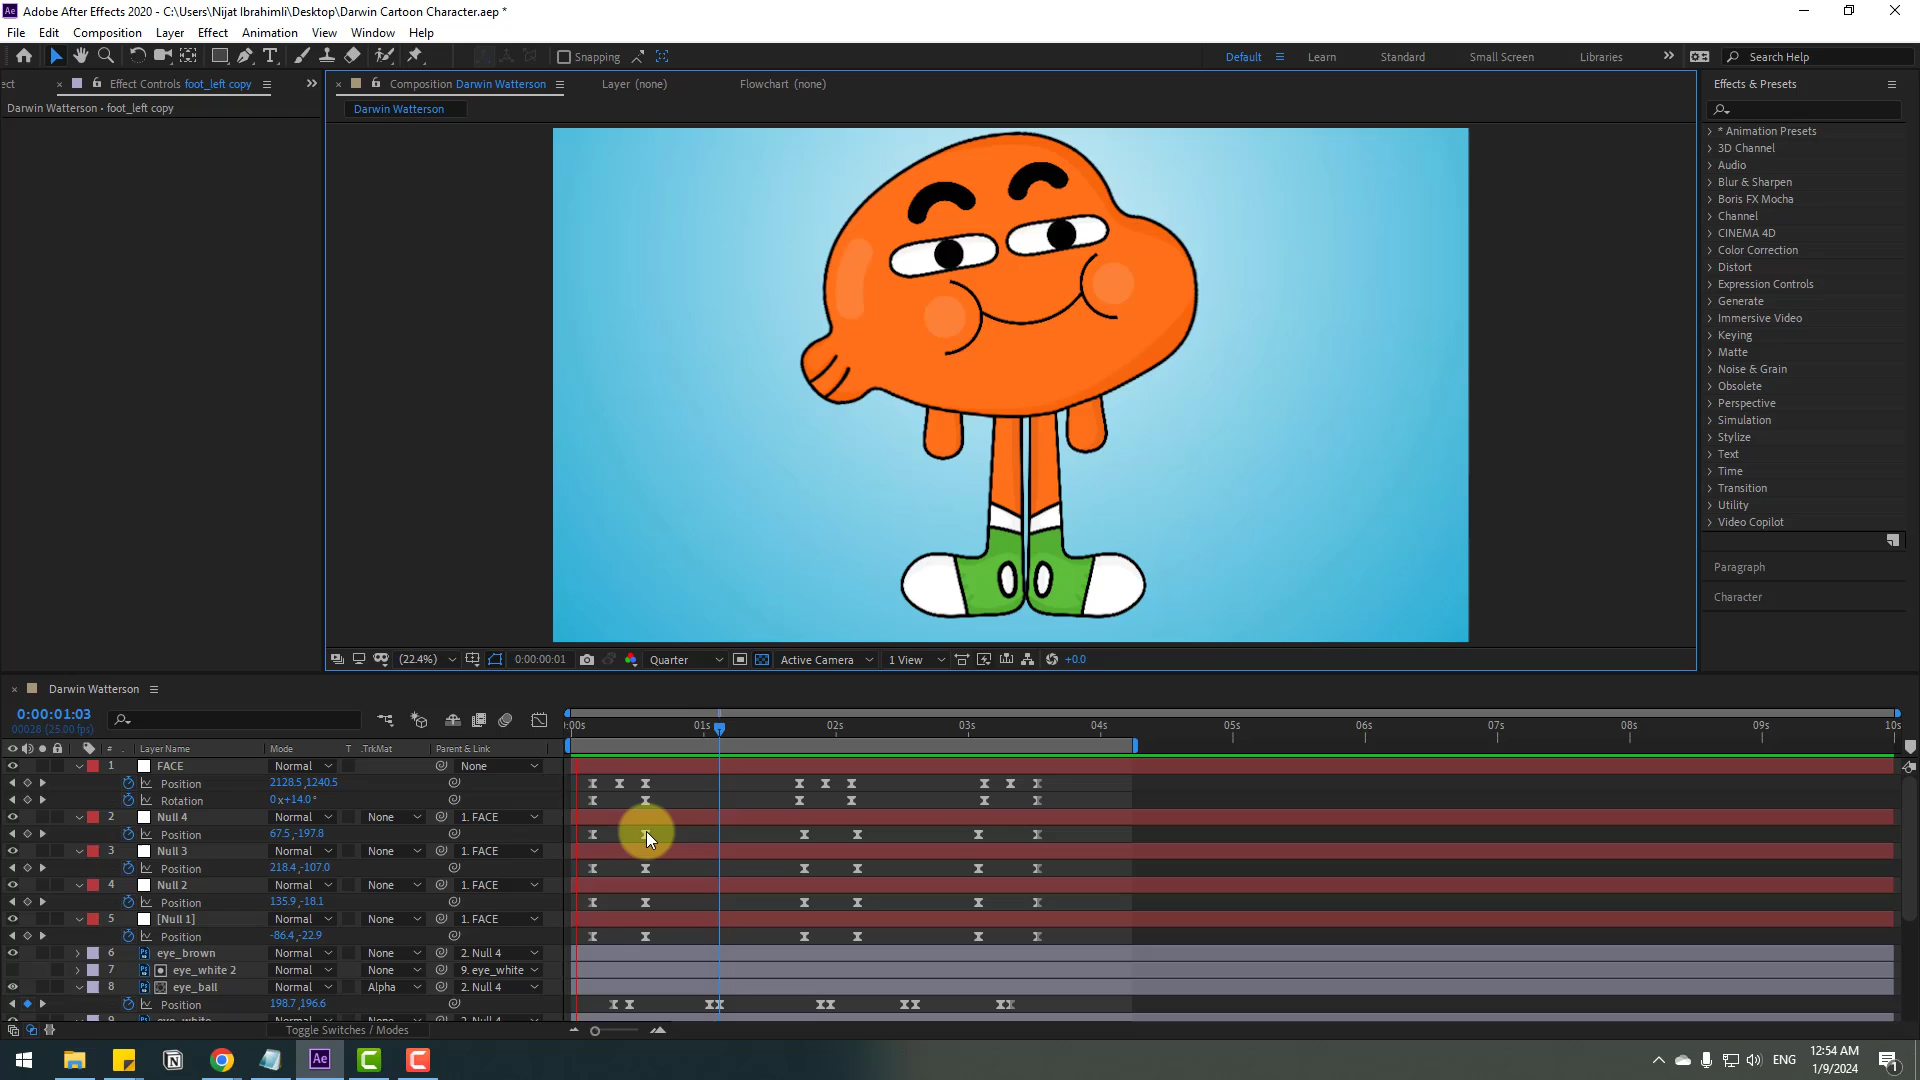 Adobe After Effects 2020 - C:\Users\Nijat Ibrahimli\Desktop\Darwin Cartoon Character.aep *
File Edit Composition Layer Effect Animation View Window Help
Snapping
Default Learn Standard Small Screen Libraries Search Help
ect Effect Controls foot_left copy
Darwin Watterson • foot_left copy
Composition Darwin Watterson Layer (none) Flowchart (none)
Darwin Watterson
Effects & Presets
* Animation Presets
3D Channel
Audio
Blur & Sharpen
Boris FX Mocha
Channel
CINEMA 4D
Color Correction
Distort
Expression Controls
Generate
Immersive Video
Keying
Matte
Noise & Grain
Obsolete
Perspective
Simulation
Stylize
Text
Time
Transition
Utility
Video Copilot
Paragraph
Character
(22.4%) 0:00:00:01 Quarter Active Camera 1 View +0.0
Darwin Watterson
0:00:01:03
00028 (25.00 fps)
:00s 01s 02s 03s 04s 05s 06s 07s 08s 09s 10s
# Layer Name Mode T .TrkMat Parent & Link
1 FACE Normal None
Position 2128.5,1240.5
Rotation 0x+14.0°
2 Null 4 Normal None 1. FACE
Position 67.5,-197.8
3 Null 3 Normal None 1. FACE
Position 218.4,-107.0
4 Null 2 Normal None 1. FACE
Position 135.9,-18.1
5 [Null 1] Normal None 1. FACE
Position -86.4,-22.9
6 eye_brown Normal None 2. Null 4
7 eye_white 2 Normal None 9. eye_white
8 eye_ball Normal Alpha 2. Null 4
Position 198.7,196.6
Toggle Switches / Modes
ENG
12:54 AM
1/9/2024
1